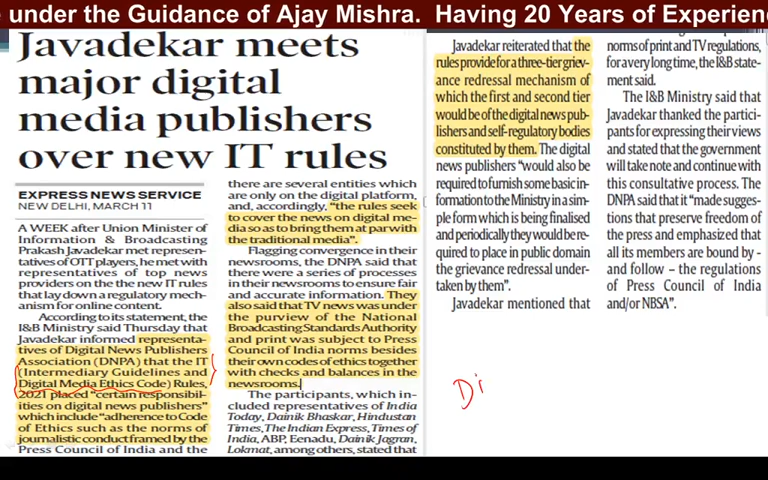 under the Guidance of Ajay Mishra. Having 20 Years of
Javadekar meets
major digital
media publishers
over new IT rules
EXPRESS NEWS SERVICE
NEW DELHI, MARCH 11
A WEEK after Union Minister of
Information & Broadcasting
Prakash Javadekar met represen-
tatives of OTT players, he met with
representatives of top news
providers on the the new IT rules
that lay down a regulatory mech-
anism for online content.
According to its statement, the
I&B Ministry said Thursday that
Javadekar informed representa-
tives of Digital News Publishers
Association (DNPA) that the IT
(Intermediary Guidelines and
Digital Media Ethics Code) Rules,
2021 placed "certain responsibil-
ities on digital news publishers"
which include "adherence to Code
of Ethics such as the norms of
journalistic conduct framed by the
Press Council of India and the
there are several entities which
are only on the digital platform,
and, accordingly, "the rules seek
to cover the news on digital me-
dia so as to bring them at par with
the traditional media".
Flagging convergence in their
newsrooms, the DNPA said that
there were a series of processes
in their newsrooms to ensure fair
and accurate information. They
also said that TV news was under
the purview of the National
Broadcasting Standards Authority
and print was subject to Press
Council of India norms besides
their own codes of ethics together
with checks and balances in the
newsrooms.
The participants, which in-
cluded representatives of India
Today, Dainik Bhaskar, Hindustan
Times, The Indian Express, Times of
India, ABP, Eenadu, Dainik Jagran,
Lokmat, among others, stated that
Javadekar reiterated that the
rules provide for a three-tier griev-
ance redressal mechanism of
which the first and second tier
would be of the digital news pub-
lishers and self-regulatory bodies
constituted by them. The digital
news publishers "would also be
required to furnish some basic in-
formation to the Ministry in a sim-
ple form which is being finalised
and periodically they would be re-
quired to place in public domain
the grievance redressal under-
taken by them".
Javadekar mentioned that
norms of print and TV regulations,
for a very long time, the I&B state-
ment said.
The I&B Ministry said that
Javadekar thanked the partici-
pants for expressing their views
and stated that the government
will take note and continue with
this consultative process. The
DNPA said that it "made sugges-
tions that preserve freedom of
the press and emphasized that
all its members are bound by -
and follow – the regulations
of Press Council of India
and/or NBSA".
Di